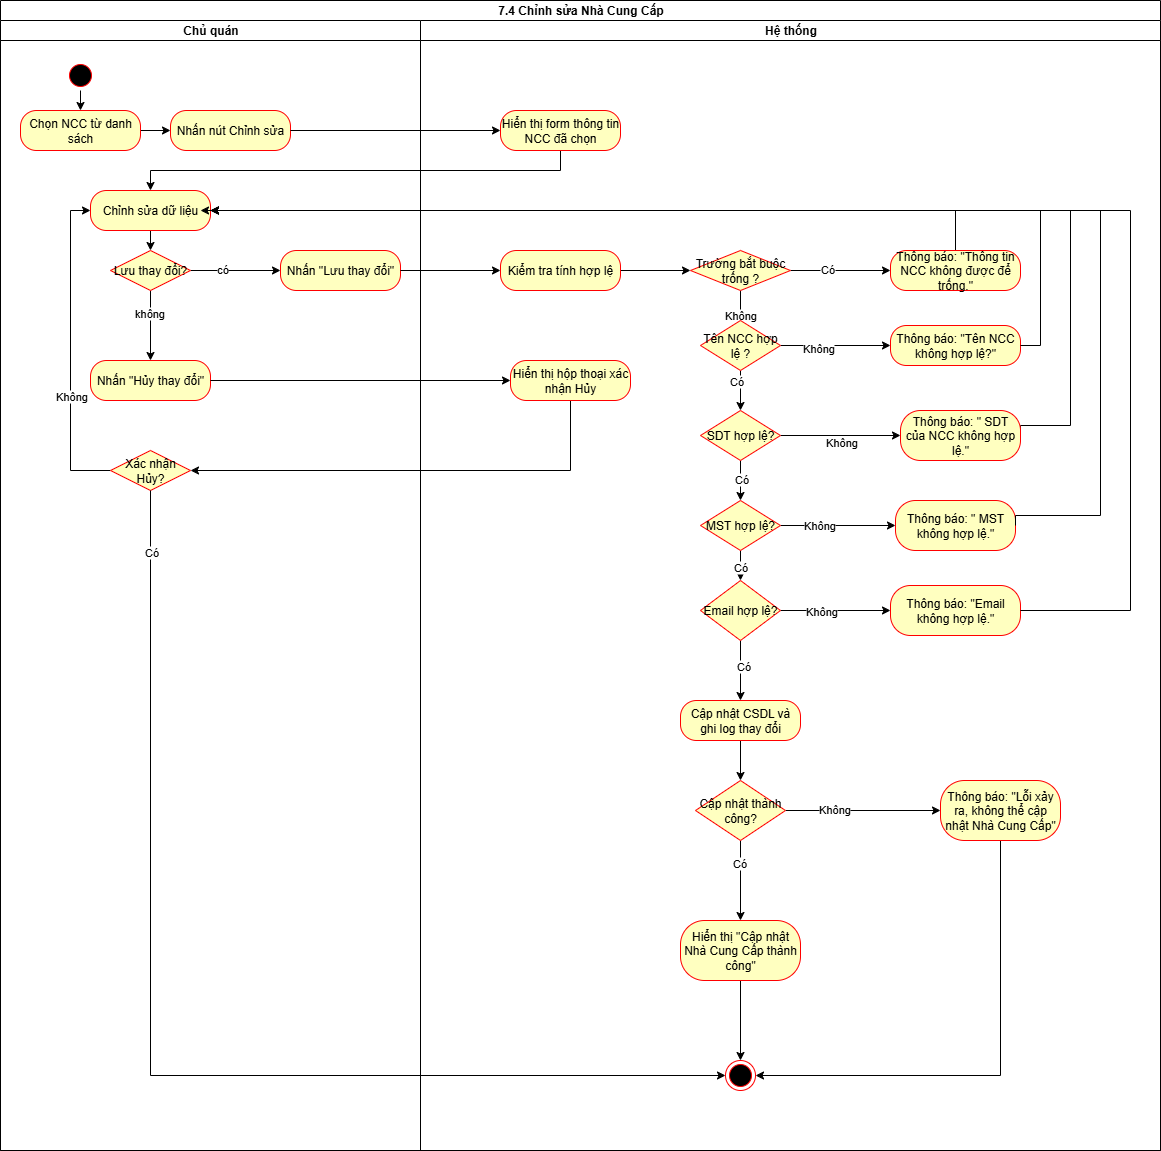 7.4 Chỉnh sửa Nhà Cung Cấp
Chủ quán
Hệ thống
Chọn NCC từ danh
sách
Nhấn nút Chỉnh sửa
Hiển thị form thông tin
NCC đã chọn
Chỉnh sửa dữ liệu
Lưu thay đổi?
có
Nhấn "Lưu thay đổi"
Kiểm tra tính hợp lệ
Trường bắt buộc
trống ?
Có
Thông báo: "Thông tin
NCC không được để
trống."
không
Không
Tên NCC hợp
lệ ?
Không
Thông báo: "Tên NCC
không hợp lệ?"
Nhấn "Hủy thay đổi"
Hiển thị hộp thoại xác
nhận Hủy
Có
Không
SDT hợp lệ?
Không
Thông báo: " SDT
của NCC không hợp
lệ."
Xác nhận
Hủy?
Có
MST hợp lệ?
Không
Thông báo: " MST
không hợp lệ."
Có
Có
Email hợp lệ?
Không
Thông báo: "Email
không hợp lệ."
Có
Cập nhật CSDL và
ghi log thay đổi
Cập nhật thành
công?
Không
Thông báo: "Lỗi xảy
ra, không thể cập
nhật Nhà Cung Cấp"
Có
Hiển thị "Cập nhật
Nhà Cung Cấp thành
công"